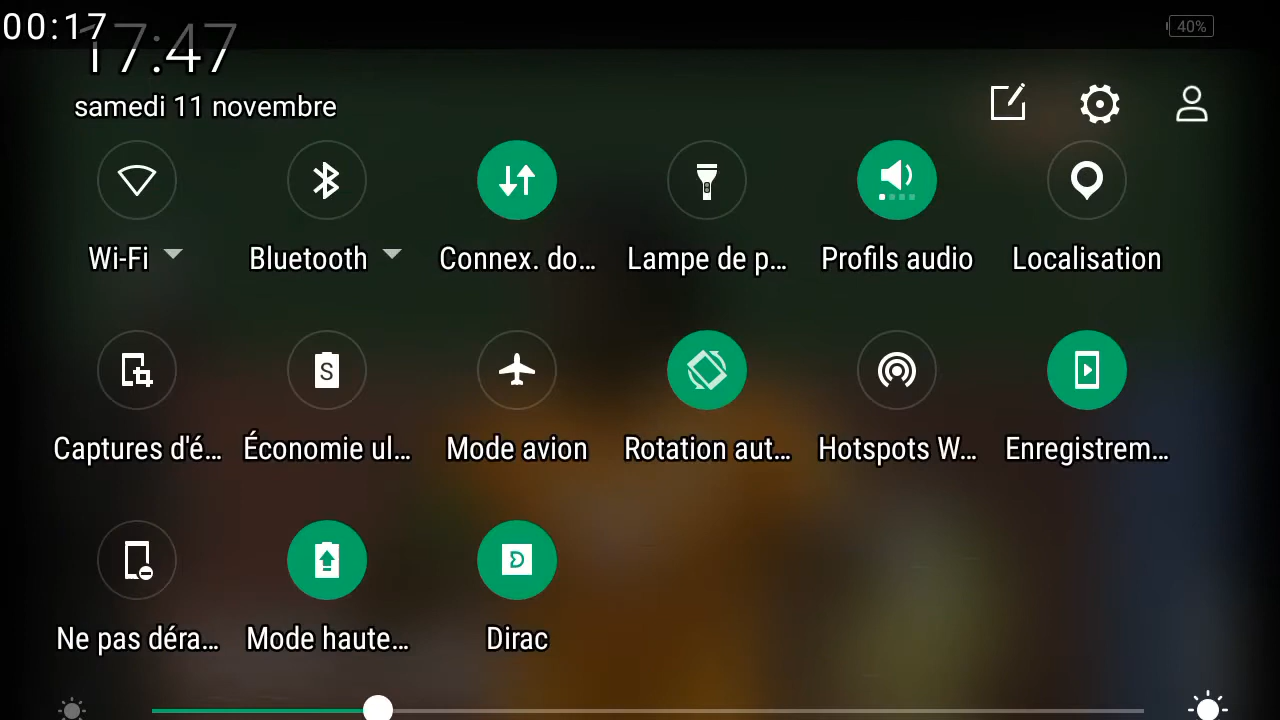 00:17
17:47
40%
samedi 11 novembre
Wi-Fi
Bluetooth
Connex. do...
Lampe de p...
Profils audio
Localisation
S
Captures d'é...
Économie ul...
Mode avion
Rotation aut...
Hotspots W...
Enregistrem...
D
Ne pas déra...
Mode haute...
Dirac